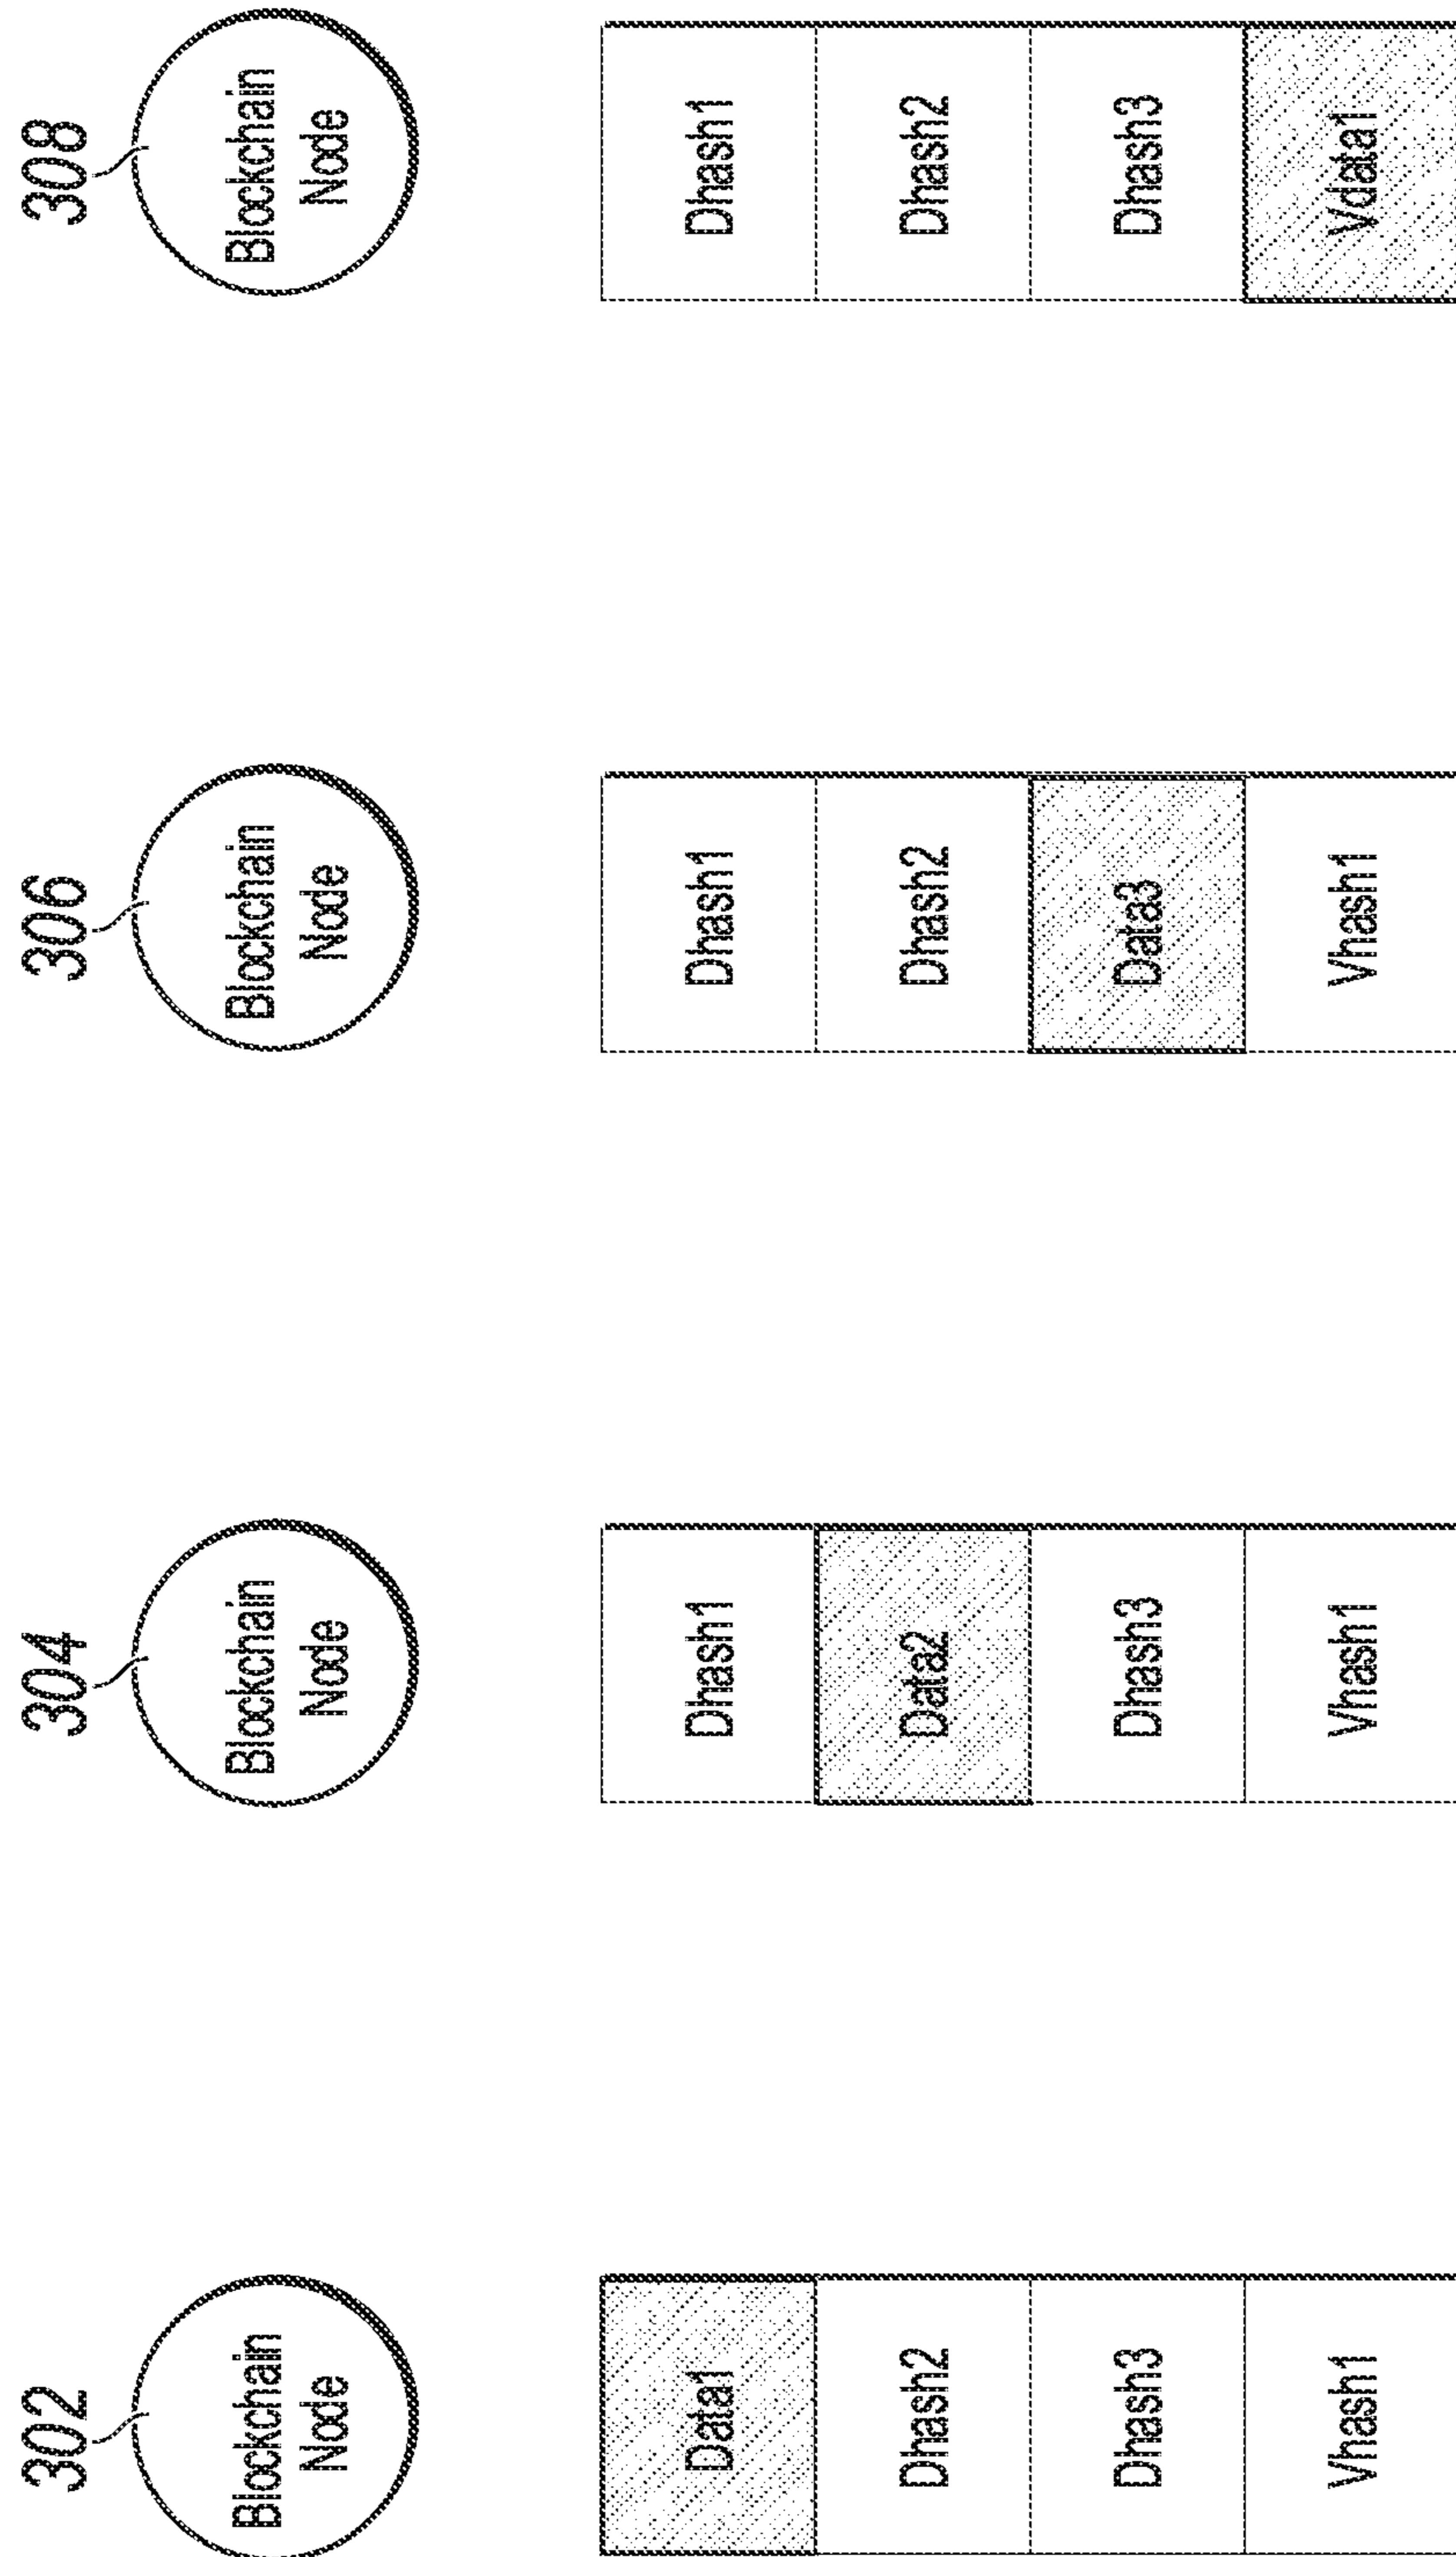 302
Blockchain
Node
Data1
Dhash2
Dhash3
Vhash1
304
Blockchain
Node
Dhash1
Data2
Dhash3
Vhash1
306
Blockchain
Node
Dhash1
Dhash2
Data3
Vhash1
308
Blockchain
Node
Dhash1
Dhash2
Dhash3
Vdata1